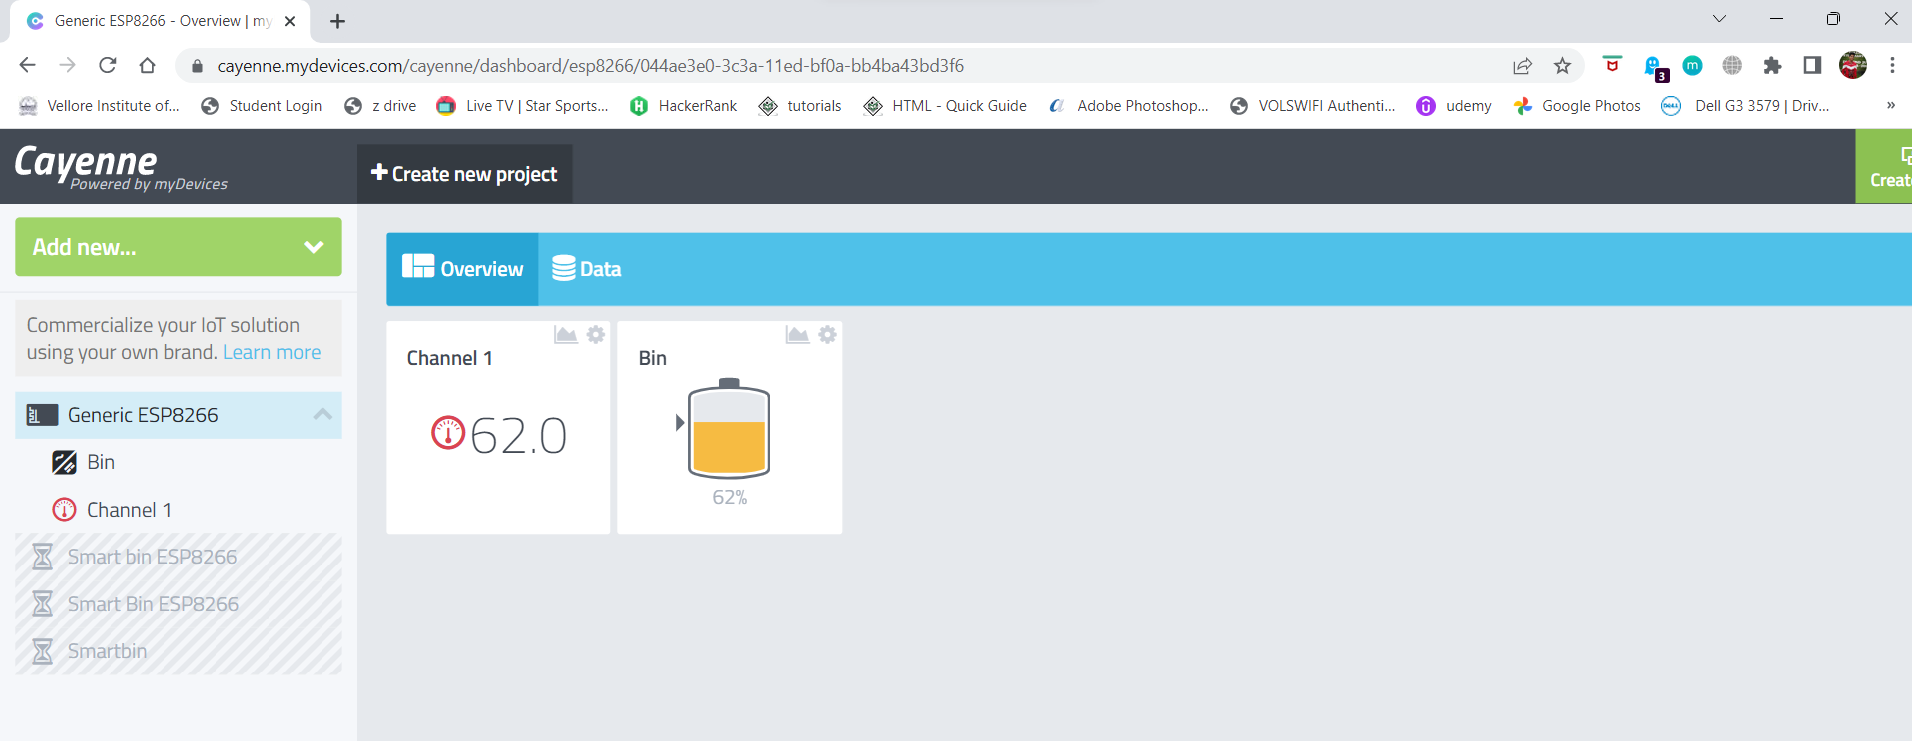 Generic ESP8266 - Overview | my
cayenne.mydevices.com/cayenne/dashboard/esp8266/044ae3e0-3c3a-11ed-bf0a-bb4ba43bd3f6
m
3
Vellore Institute of...
Student Login
z drive
Live TV | Star Sports...
HackerRank
tutorials
HTML - Quick Guide
Adobe Photoshop...
VOLSWIFI Authenti...
udemy
Google Photos
Dell G3 3579 | Driv...
»
Cayenne
Powered by myDevices
Create new project
Create
Add new...
Overview
Data
Commercialize your IoT solution
using your own brand. Learn more
Channel 1
62.0
Bin
62%
Generic ESP8266
Bin
Channel 1
Smart bin ESP8266
Smart Bin ESP8266
Smartbin